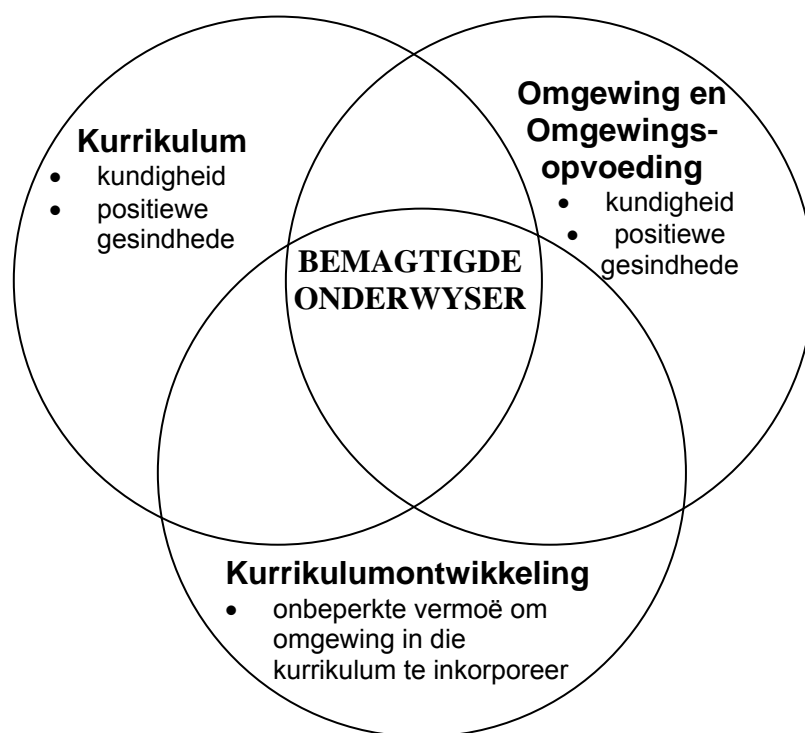 Kurrikulum
• kundigheid
• positiewe
gesindhede
Omgewing en
Omgewings-
opvoeding
• kundigheid
• positiewe
gesindhede
BEMAGTIGDE
ONDERWYSER
Kurrikulumontwikkeling
• onbeperkte vermoë om
omgewing in die
kurrikulum te inkorporeer